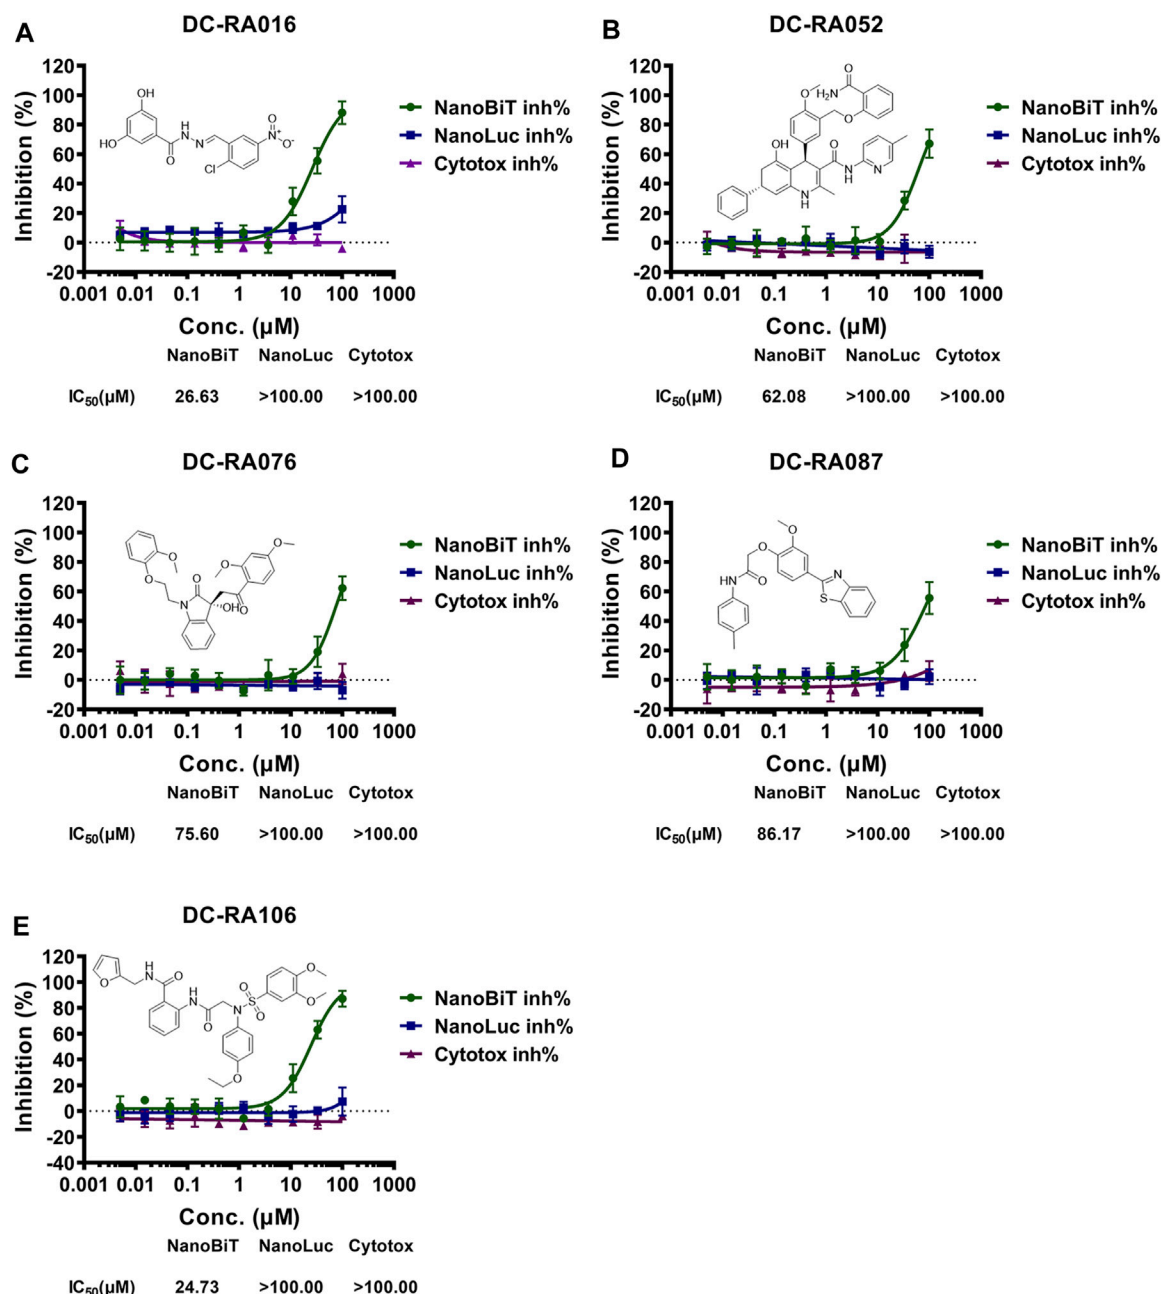 A
DC-RA016
120
100
80
60
40
20
0
-20
Inhibition (%)
OH
HO
O
H
N
N
Cl
O
N+
O-
NanoBiT inh%
NanoLuc inh%
Cytotox inh%
0.001 0.01 0.1 1 10 100 1000
Conc. (µM)
NanoBiT NanoLuc Cytotox
IC50(µM) 26.63 >100.00 >100.00
B
DC-RA052
120
100
80
60
40
20
0
-20
Inhibition (%)
O
H2N
O
O
OH
O
N
H
N
N
H
NanoBiT inh%
NanoLuc inh%
Cytotox inh%
0.001 0.01 0.1 1 10 100 1000
Conc. (µM)
NanoBiT NanoLuc Cytotox
IC50(µM) 62.08 >100.00 >100.00
C
DC-RA076
120
100
80
60
40
20
0
-20
Inhibition (%)
O
O
O
O
O
N
OH
O
NanoBiT inh%
NanoLuc inh%
Cytotox inh%
0.001 0.01 0.1 1 10 100 1000
Conc. (µM)
NanoBiT NanoLuc Cytotox
IC50(µM) 75.60 >100.00 >100.00
D
DC-RA087
120
100
80
60
40
20
0
-20
Inhibition (%)
O
O
HN
O
N
S
NanoBiT inh%
NanoLuc inh%
Cytotox inh%
0.001 0.01 0.1 1 10 100 1000
Conc. (µM)
NanoBiT NanoLuc Cytotox
IC50(µM) 86.17 >100.00 >100.00
E
DC-RA106
120
100
80
60
40
20
0
-20
-40
Inhibition (%)
O
H
N
O
H
N
O
N
O
S
O
O
O
O
NanoBiT inh%
NanoLuc inh%
Cytotox inh%
0.001 0.01 0.1 1 10 100 1000
Conc. (µM)
NanoBiT NanoLuc Cytotox
IC50(µM) 24.73 >100.00 >100.00